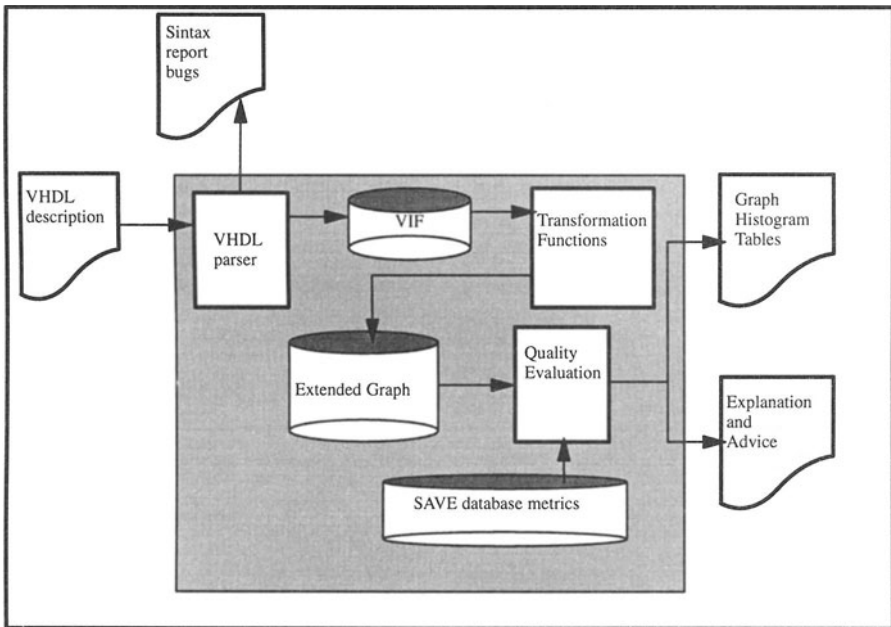 Sintax
report
bugs
VHDL
description
VHDL
parser
VIF
Transformation
Functions
Graph
Histogram
Tables
Extended Graph
Quality
Evaluation
Explanation
and
Advice
SAVE database metrics